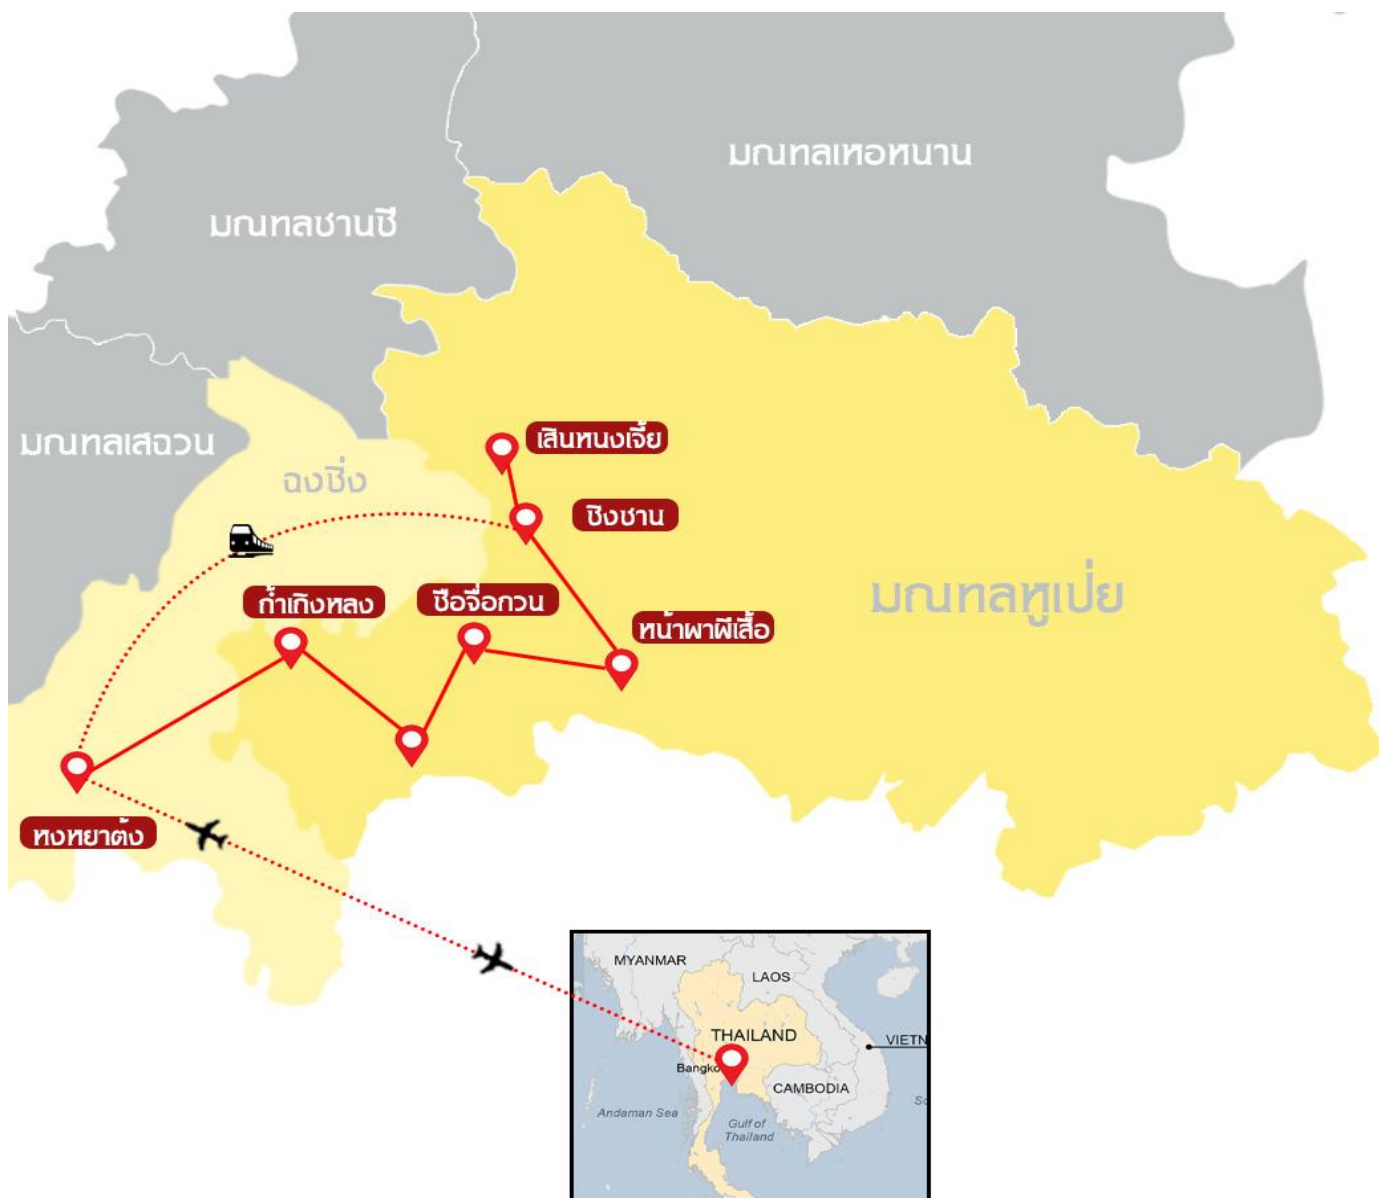 มณฑลเหอหนาน
มณฑลชานซี
มณฑลเสฉวน
ฉงชิ่ง
เสินหนงเจี้ย
ชิงชาน
มณฑลหูเป่ย
ถ้ำเถิงหลง
ซือจื่อกวน
หน้าผาผีเสื้อ
หงหยาต้ง
MYANMAR
LAOS
THAILAND
VIETN
Bangko
CAMBODIA
Andaman Sea
Gulf of
Thailand